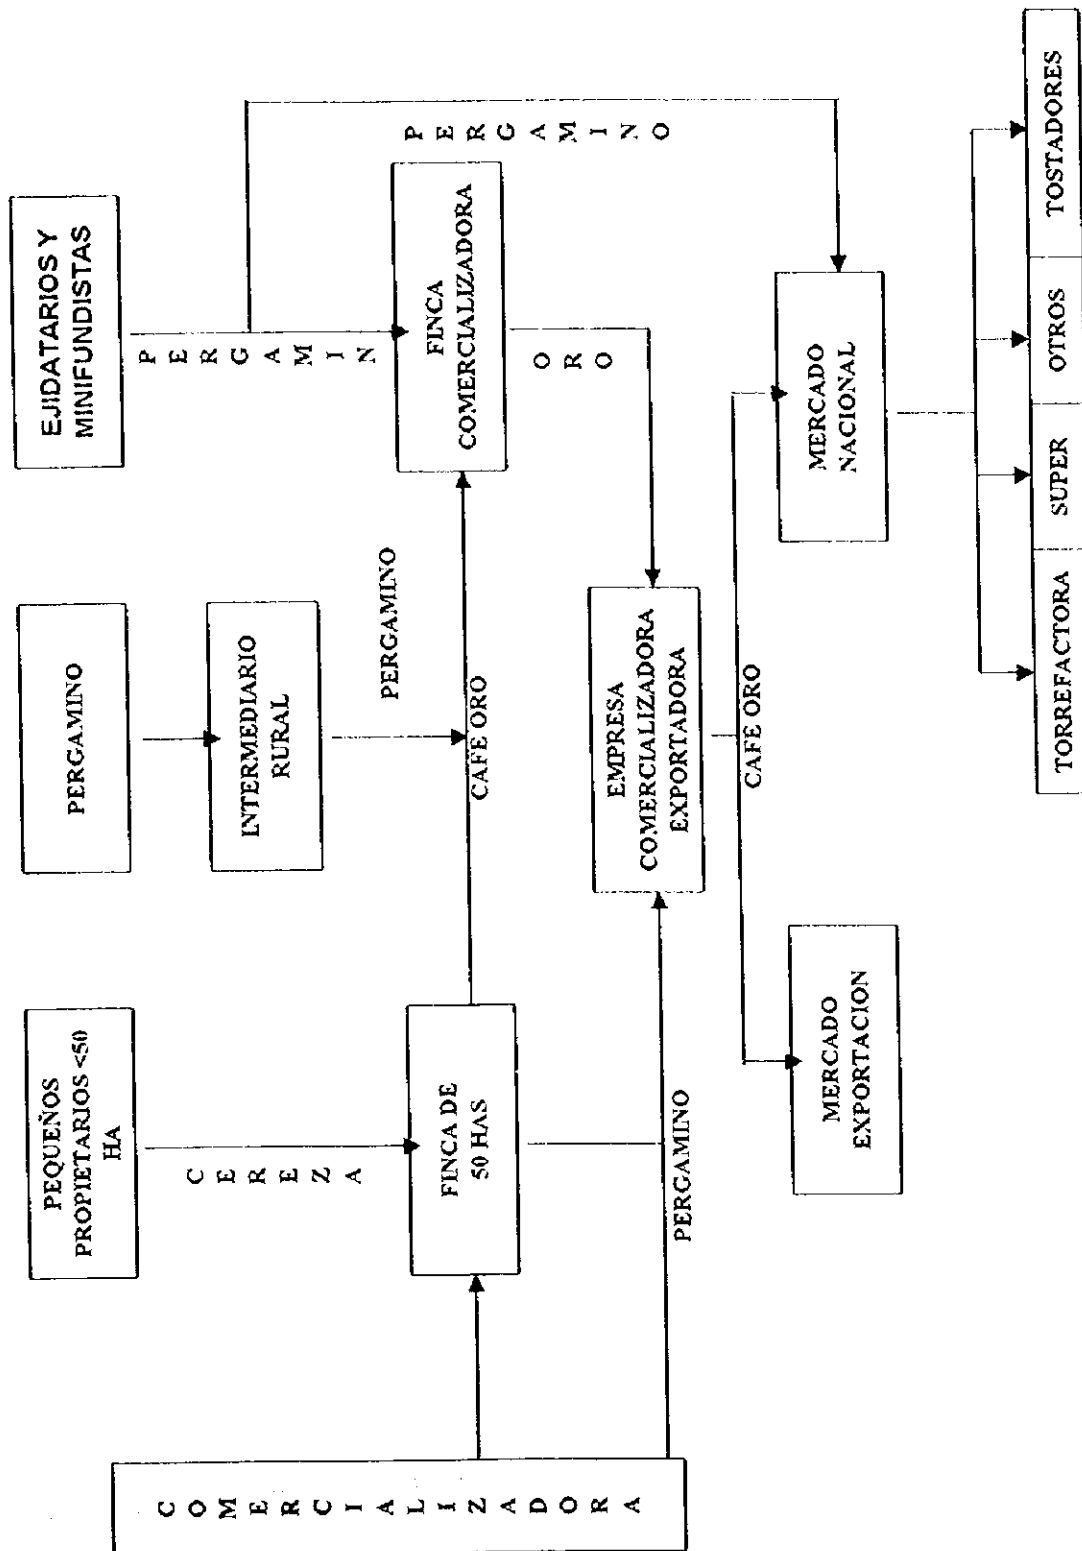 PEQUEÑOS
PROPIETARIOS <50
HA
PERGAMINO
EJIDATARIOS Y
MINIFUNDISTAS
COMERCIALIZADORA
CEREZA
INTERMEDIARIO
RURAL
PERGAMIN
PERGAMINO
FINCA DE
50 HAS
CAFE ORO
FINCA
COMERCIALIZADORA
PERGAMINO
ORO
PERGAMINO
EMPRESA
COMERCIALIZADORA
EXPORTADORA
CAFE ORO
MERCADO
EXPORTACION
MERCADO
NACIONAL
TORREFACTORA
SUPER
OTROS
TOSTADORES